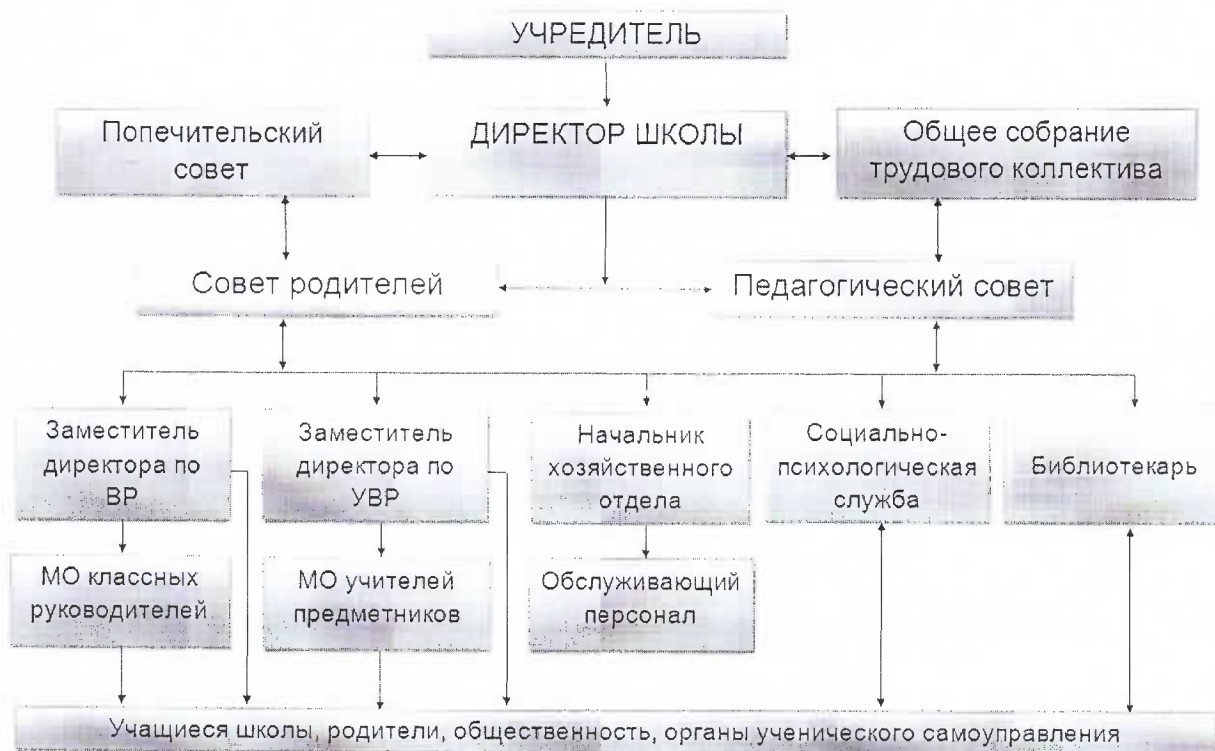 УЧРЕДИТЕЛЬ
Попечительский
совет
ДИРЕКТОР ШКОЛЫ
Общее собрание
трудового коллектива
Совет родителей
Педагогический совет
Заместитель
директора по
ВР
Заместитель
директора по
УВР
Начальник
хозяйственного
отдела
Социально-
психологическая
служба
Библиотекарь
МО классных
руководителей
МО учителей
предметников
Обслуживающий
персонал
Учащиеся школы, родители, общественность, органы ученического самоуправления